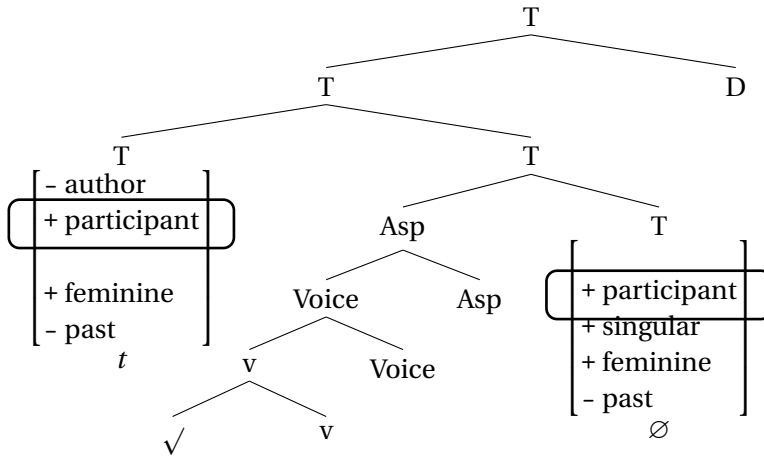 T
T D
T T
– author
+ participant Asp T
+ feminine Voice Asp + participant
– past + singular
t v Voice + feminine
– past
√ v ∅